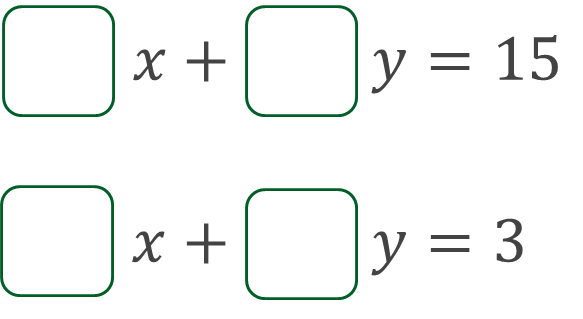 x + y = 15
x + y = 3